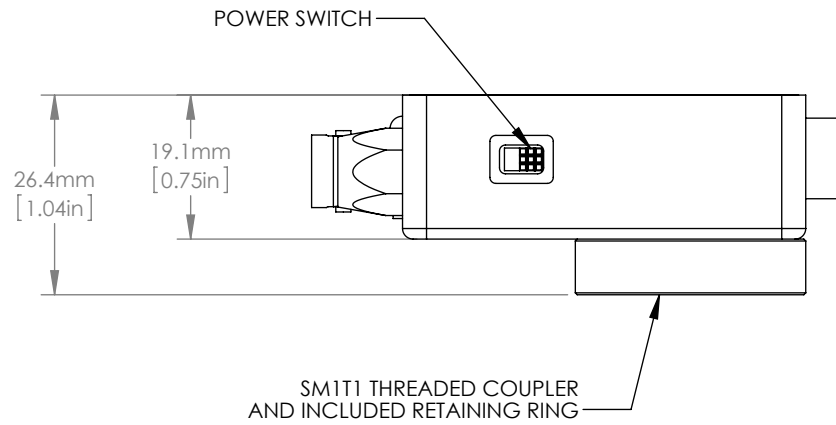 POWER SWITCH
19.1mm
[0.75in]
26.4mm
[1.04in]
SM1T1 THREADED COUPLER
AND INCLUDED RETAINING RING